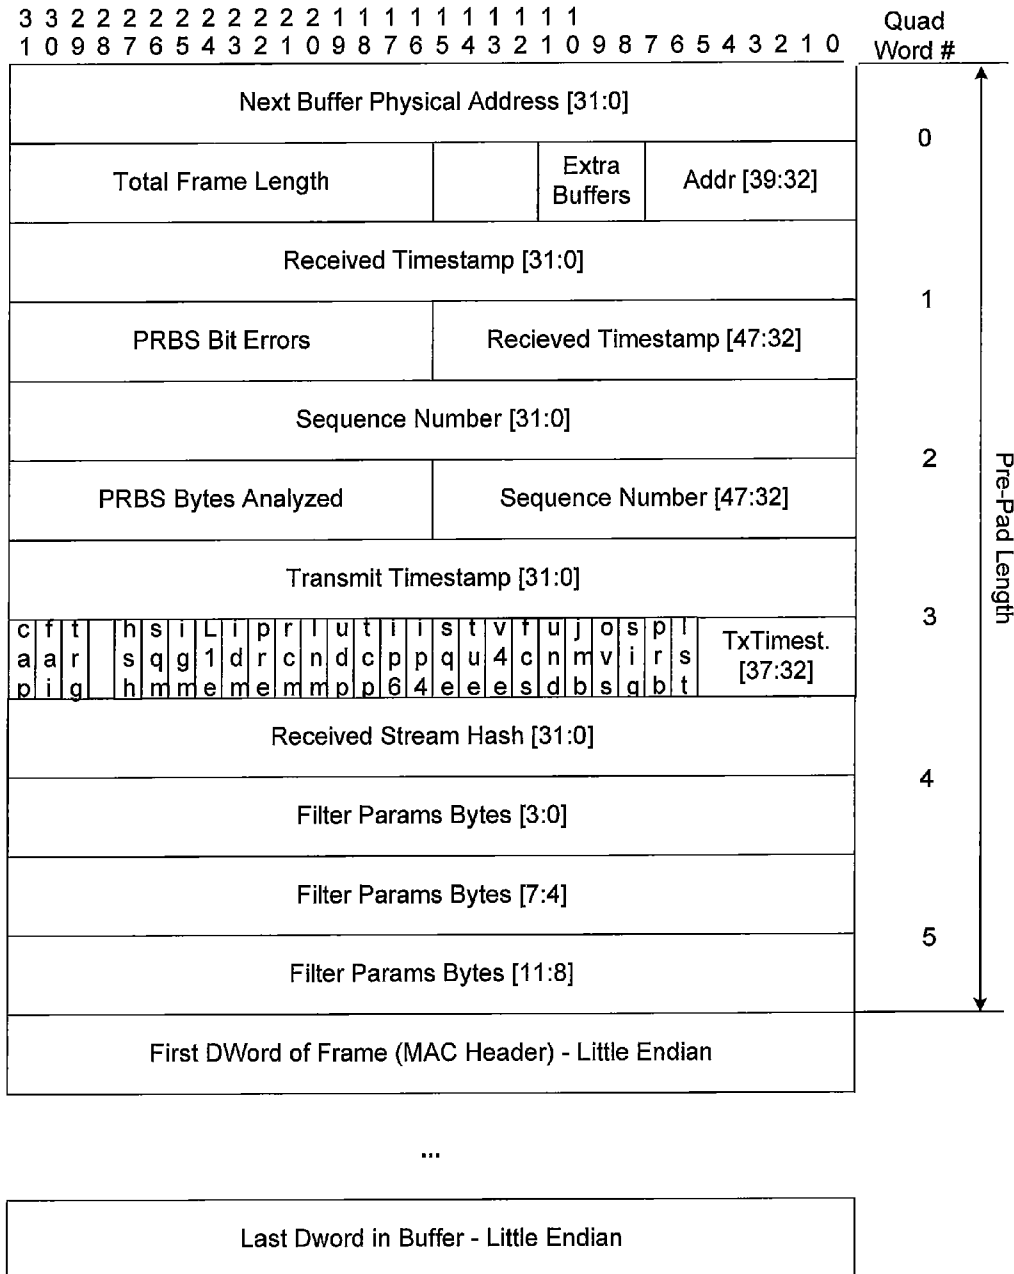 3 3 2 2 2 2 2 2 2 2 2 2 1 1 1 1 1 1 1 1 1 1
1 0 9 8 7 6 5 4 3 2 1 0 9 8 7 6 5 4 3 2 1 0 9 8 7 6 5 4 3 2 1 0
Quad
Word #
Next Buffer Physical Address [31:0]
0
Total Frame Length
Extra
Buffers
Addr [39:32]
Received Timestamp [31:0]
1
PRBS Bit Errors
Recieved Timestamp [47:32]
Sequence Number [31:0]
2
PRBS Bytes Analyzed
Sequence Number [47:32]
Transmit Timestamp [31:0]
3
c f t h s i L i p r l u t i i s t v f u j o s p l
a a r s q g 1 d r c n d c p p q u 4 c n m v i r s
p i g h m m e m e m m p p 6 4 e e e s d b s g b t
TxTimest.
[37:32]
Received Stream Hash [31:0]
4
Filter Params Bytes [3:0]
Filter Params Bytes [7:4]
5
Filter Params Bytes [11:8]
Pre-Pad Length
First DWord of Frame (MAC Header) - Little Endian
...
Last Dword in Buffer - Little Endian